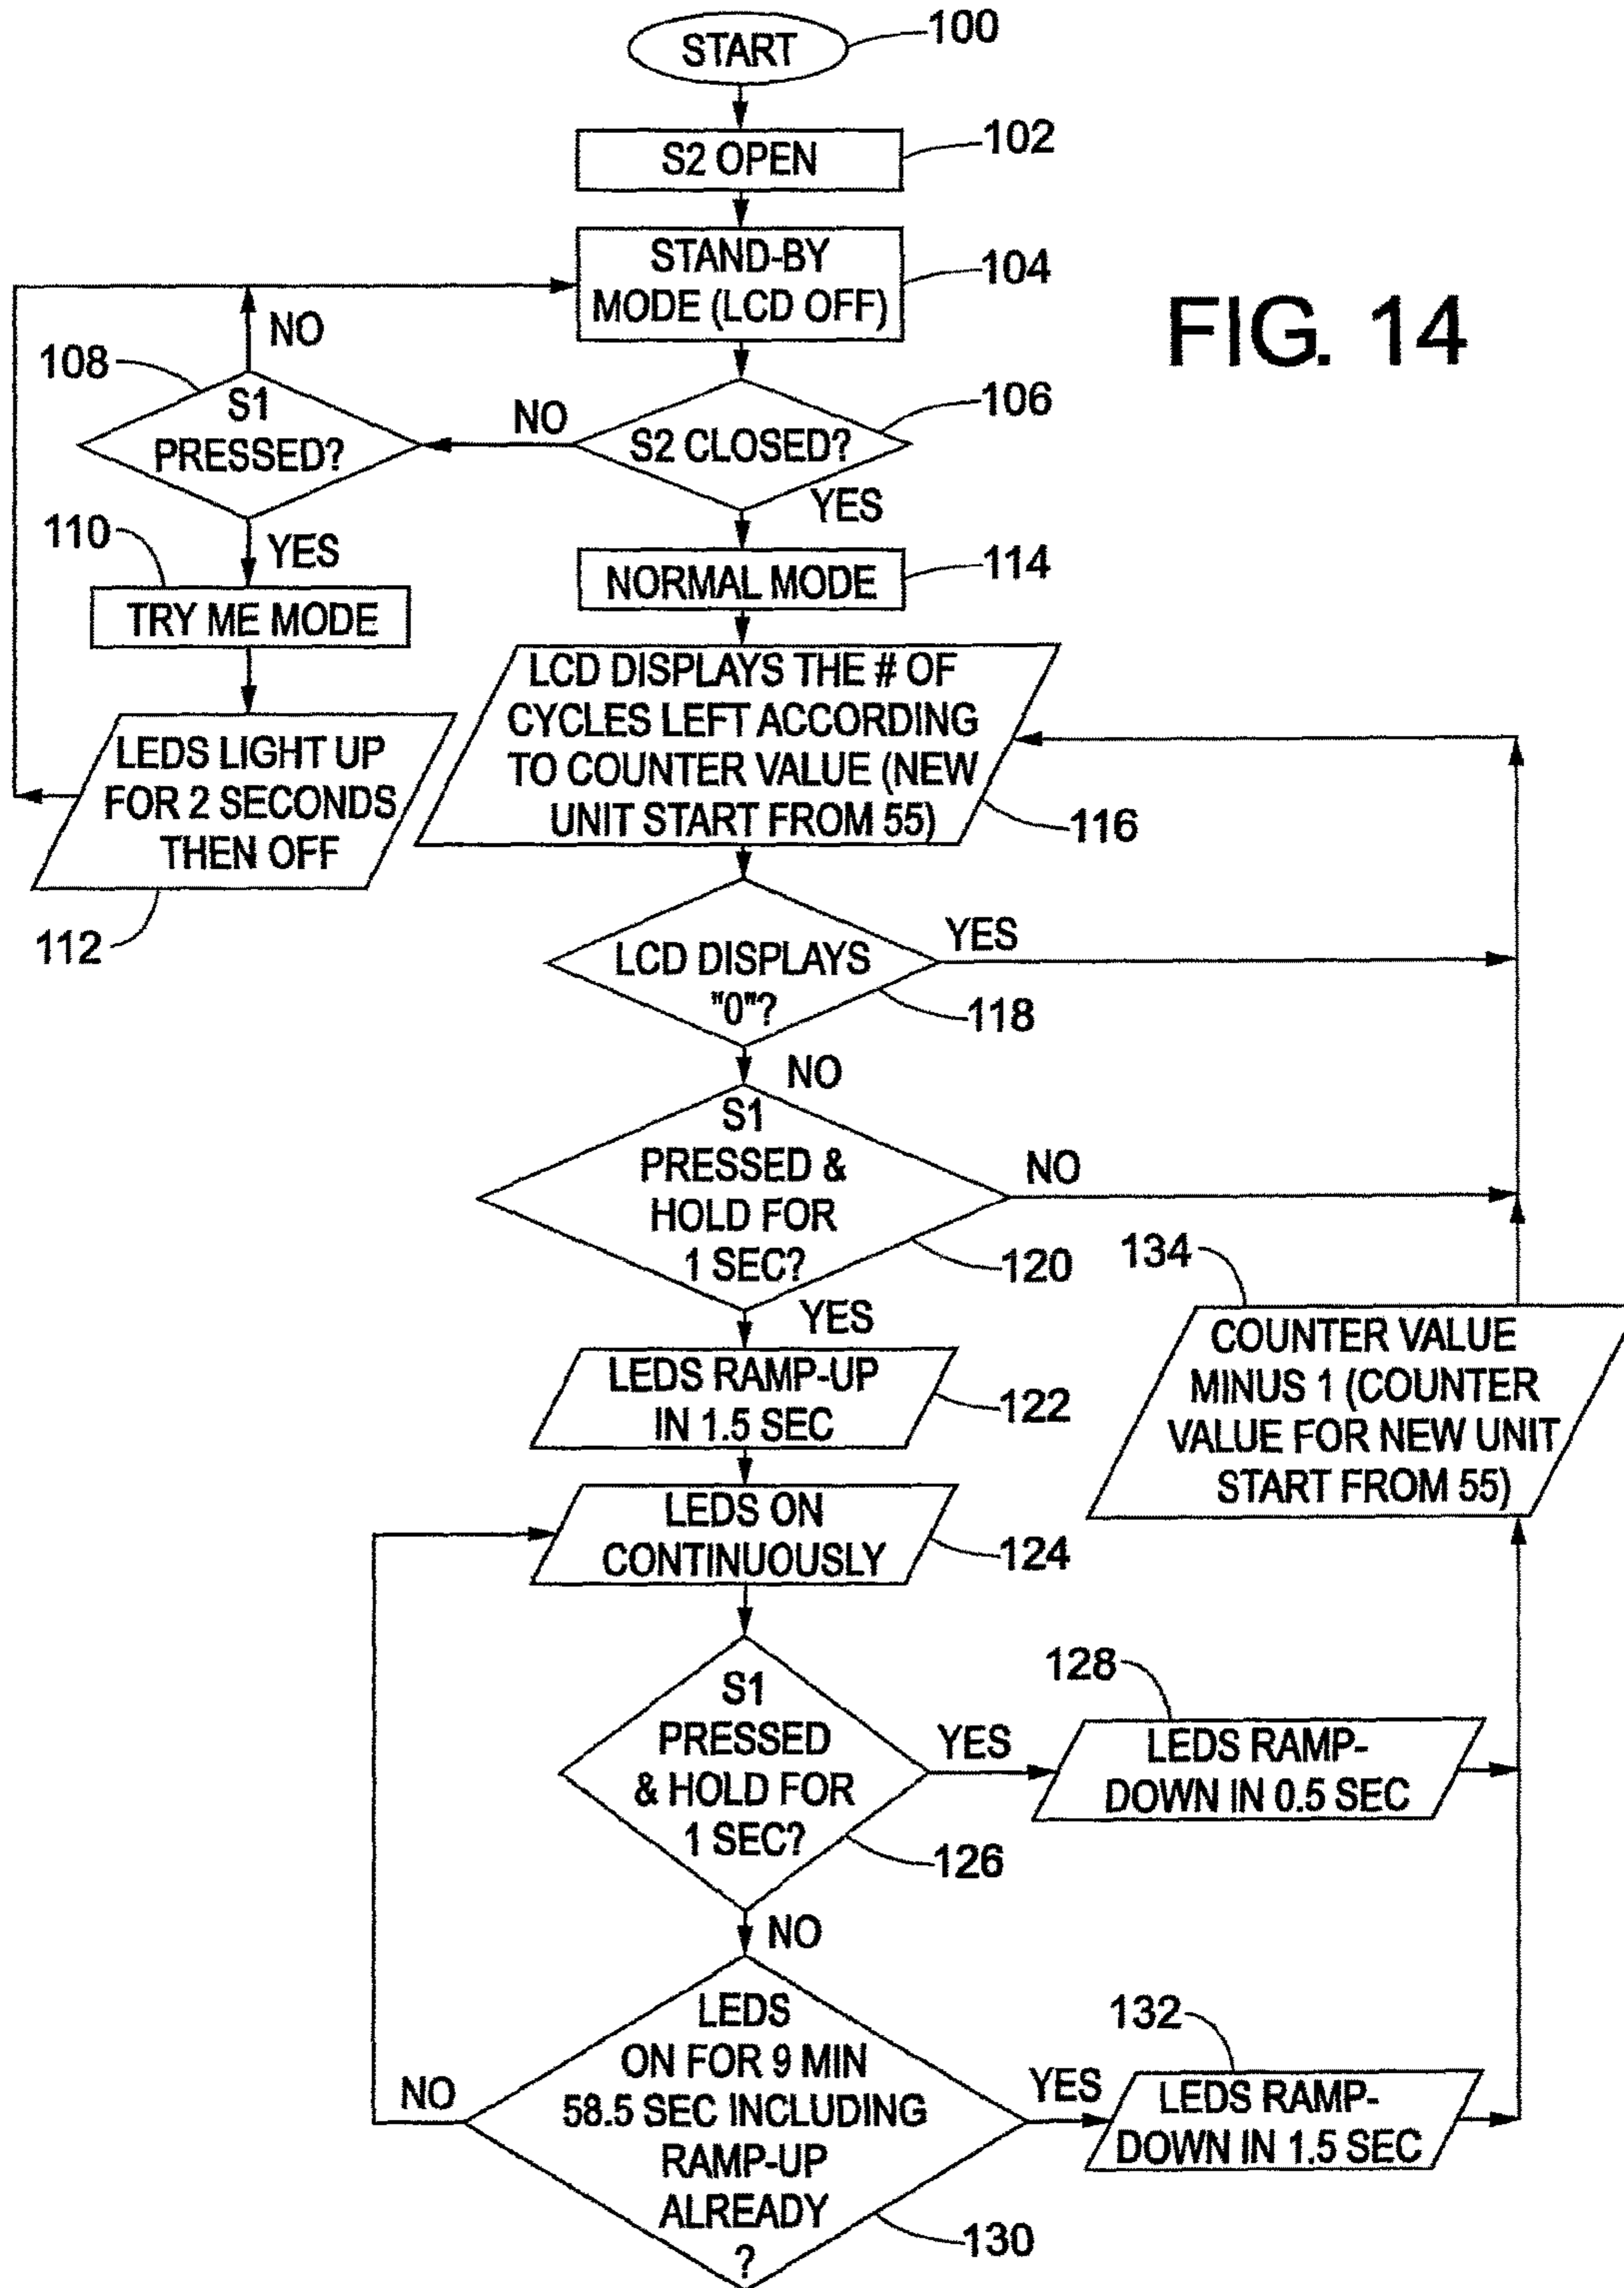 START
100
S2 OPEN
102
STAND-BY
MODE (LCD OFF)
104
FIG. 14
NO
108
S1
PRESSED?
NO
S2 CLOSED?
106
YES
110
YES
TRY ME MODE
NORMAL MODE
114
LEDS LIGHT UP
FOR 2 SECONDS
THEN OFF
112
LCD DISPLAYS THE # OF
CYCLES LEFT ACCORDING
TO COUNTER VALUE (NEW
UNIT START FROM 55)
116
LCD DISPLAYS
"0"?
YES
118
NO
S1
PRESSED &
HOLD FOR
1 SEC?
NO
120
YES
134
COUNTER VALUE
MINUS 1 (COUNTER
VALUE FOR NEW UNIT
START FROM 55)
LEDS RAMP-UP
IN 1.5 SEC
122
LEDS ON
CONTINUOUSLY
124
S1
PRESSED
& HOLD FOR
1 SEC?
YES
126
128
LEDS RAMP-
DOWN IN 0.5 SEC
NO
LEDS
ON FOR 9 MIN
58.5 SEC INCLUDING
RAMP-UP
ALREADY
?
NO
YES
130
132
LEDS RAMP-
DOWN IN 1.5 SEC